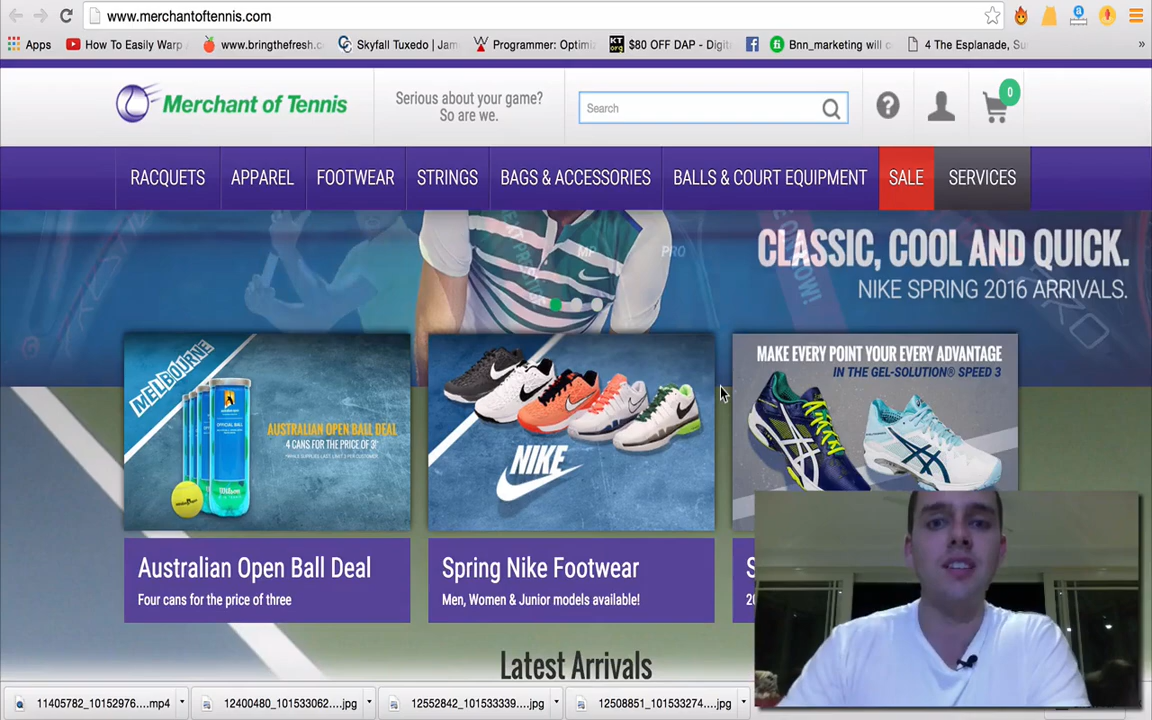 www.merchantoftennis.com
Apps
How To Easily Warp
www.bringthefresh.c
Skyfall Tuxedo | Jam
Programmer: Optimi
$80 OFF DAP - Digit
Bnn_marketing will c
4 The Esplanade, Su
»
Merchant of Tennis
Serious about your game?
So are we.
Search
?
0
RACQUETS
APPAREL
FOOTWEAR
STRINGS
BAGS & ACCESSORIES
BALLS & COURT EQUIPMENT
SALE
SERVICES
MP
PRO
CLASSIC, COOL AND QUICK.
NIKE SPRING 2016 ARRIVALS.
MELBOURNE
AUSTRALIAN OPEN BALL DEAL
4 CANS FOR THE PRICE OF 3!
Wilson
NIKE
MAKE EVERY POINT YOUR EVERY ADVANTAGE
IN THE GEL-SOLUTION® SPEED 3
Australian Open Ball Deal
Four cans for the price of three
Spring Nike Footwear
Men, Women & Junior models available!
S
20
Latest Arrivals
11405782_10152976....mp4
12400480_101533062....jpg
12552842_101533339....jpg
12508851_101533274....jpg